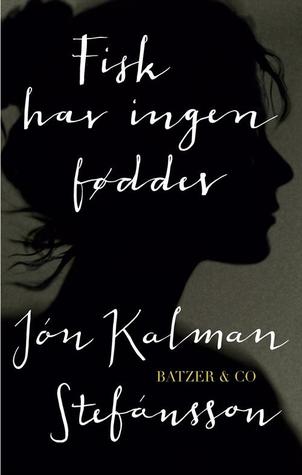 Fisk
har ingen
fødder
Jón Kalman
BATZER & CO
Stefánsson